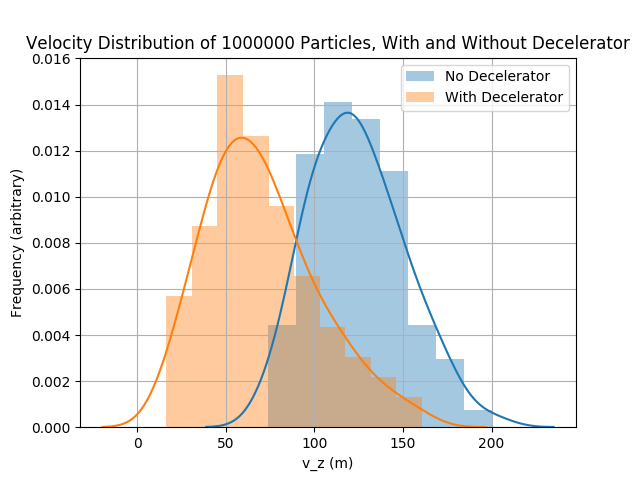 Velocity Distribution of 1000000 Particles, With and Without Decelerator
No Decelerator
With Decelerator
Frequency (arbitrary)
0.016
0.014
0.012
0.010
0.008
0.006
0.004
0.002
0.000
0
50
100
150
200
v_z (m)